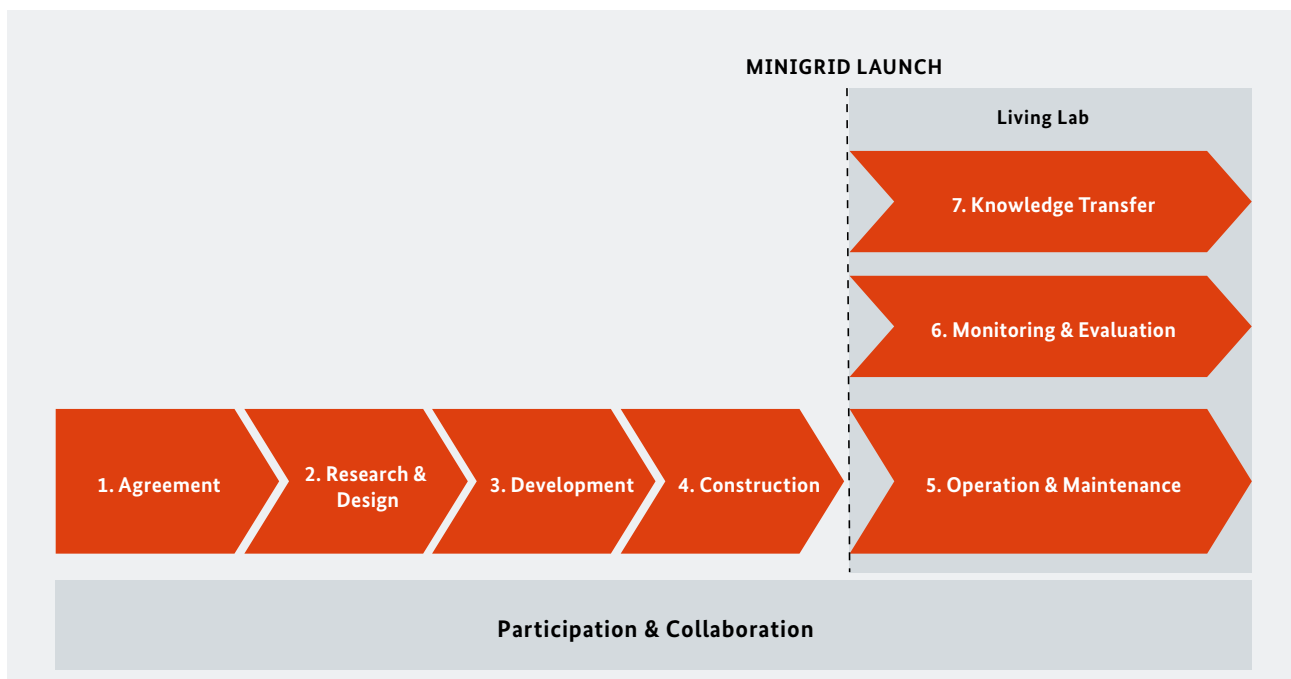 MINIGRID LAUNCH
Living Lab
7. Knowledge Transfer
6. Monitoring & Evaluation
1. Agreement
2. Research &
Design
3. Development
4. Construction
5. Operation & Maintenance
Participation & Collaboration